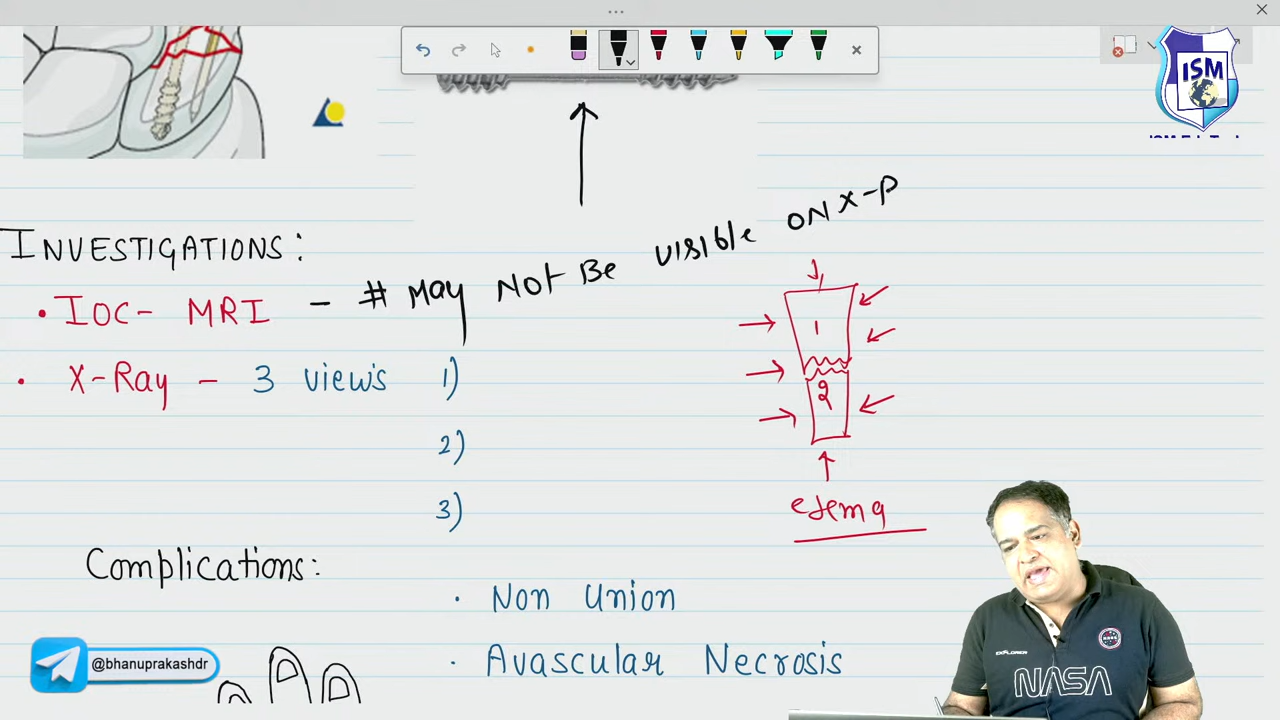 ISM
INVESTIGATIONS:
• IOC- MRI - # May Not Be visible ON X-P
1
• X-Ray - 3 views 1)
2
2)
3)
edema
Complications:
• Non Union
• Avascular Necrosis
@bhanuprakashdr
EXPLORER
NASA